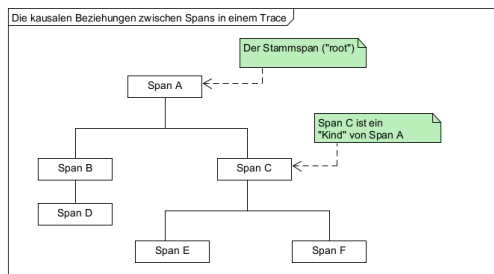 Die kausalen Beziehungen zwischen Spans in einem Trace
Der Stammspan ("root")
Span A
Span C ist ein
"Kind" von Span A
Span B
Span C
Span D
Span E
Span F